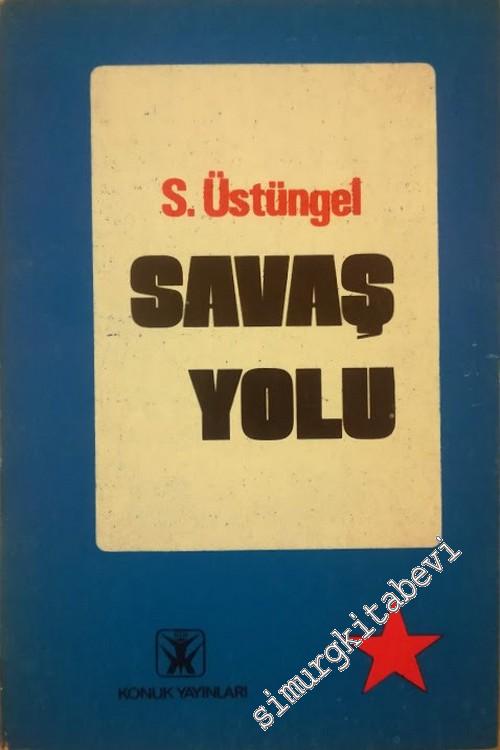 S. Üstüngel
SAVAŞ
YOLU
KONUK YAYINLARI
simurgkitabevi